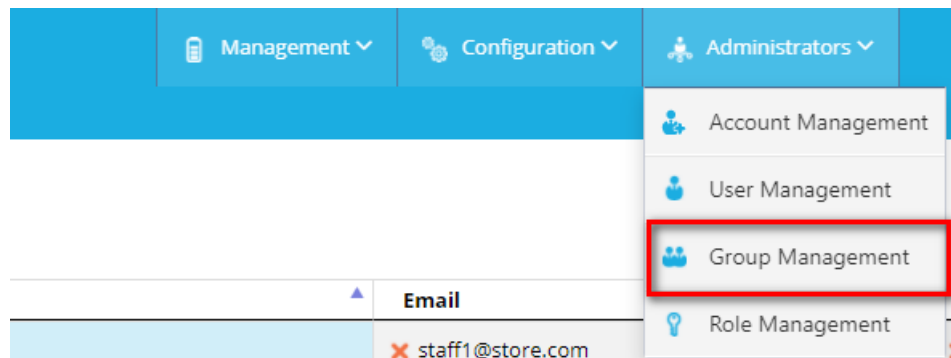 Management
Configuration
Administrators
Account Management
User Management
Group Management
Role Management
Email
staff1@store.com